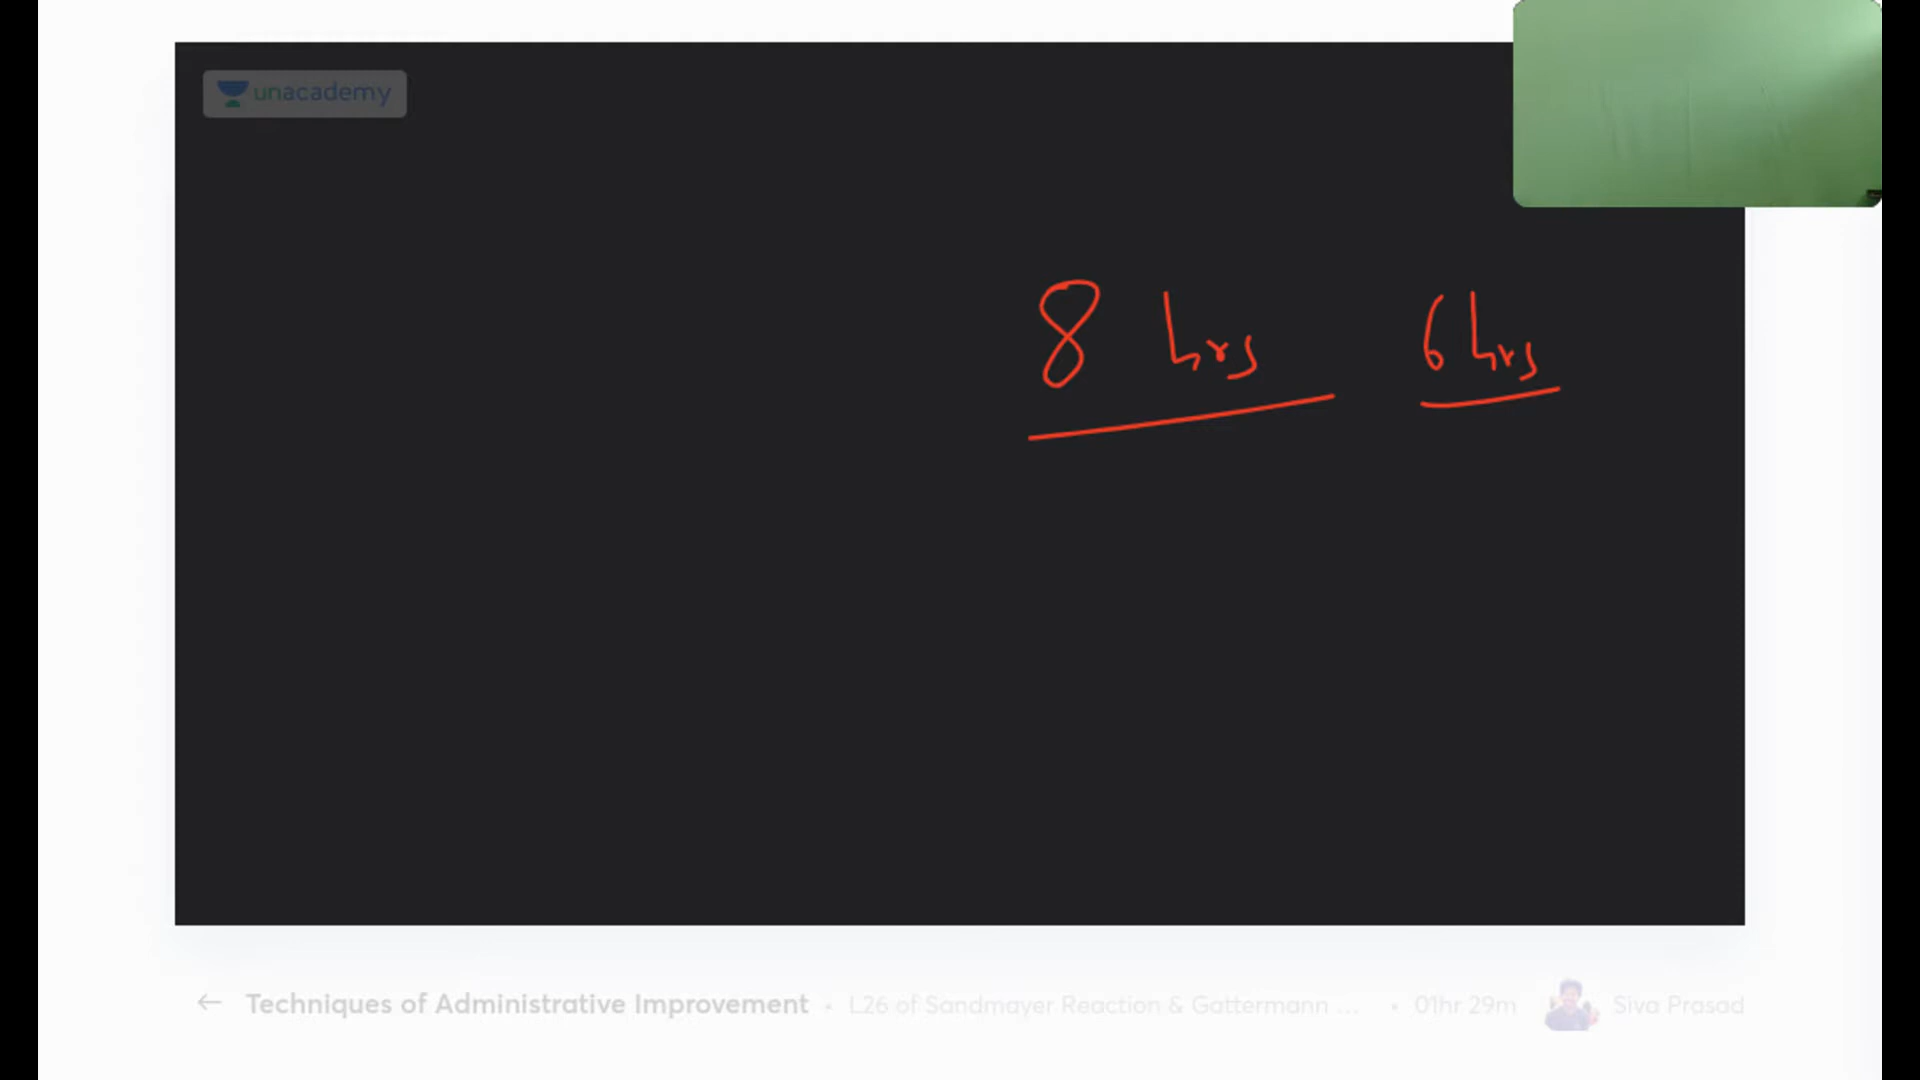 unacademy
8 hrs 6 hrs
Techniques of Administrative Improvement • L26 of Sandmayer Reaction & Gattermann ... • 01hr 29m Siva Prasad